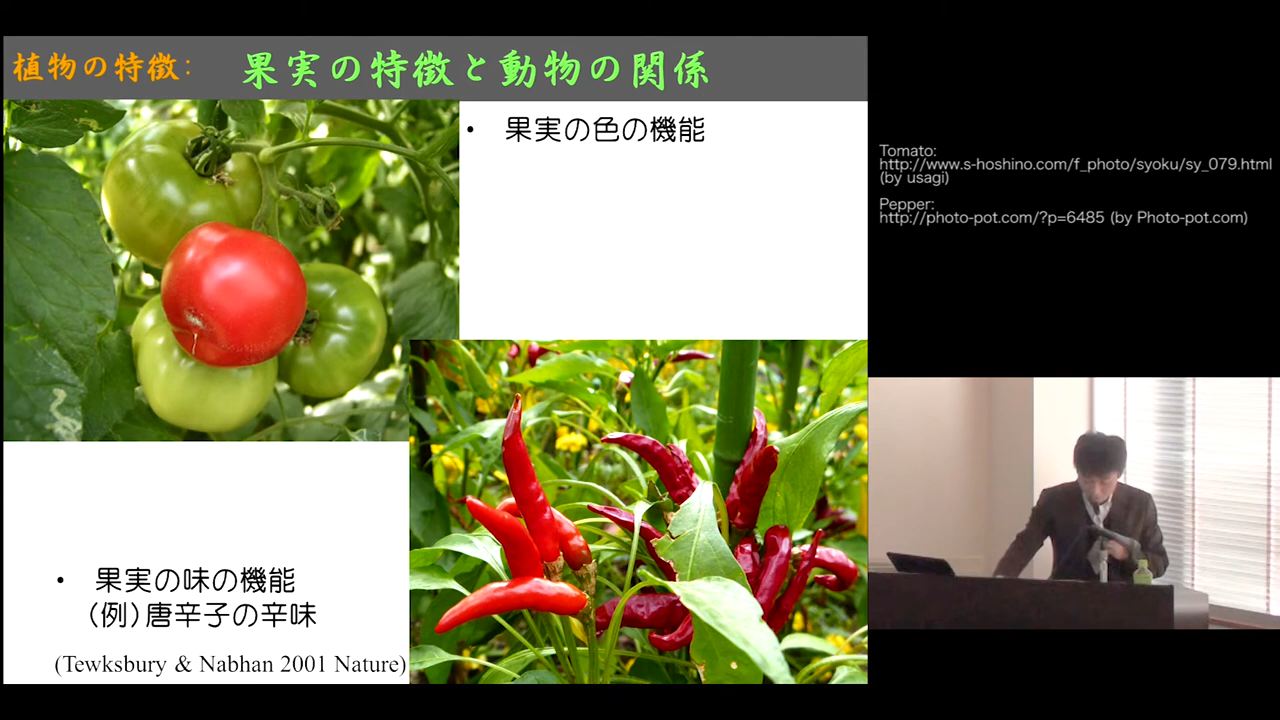 植物の特徴: 果実の特徴と動物の関係
• 果実の色の機能
• 果実の味の機能
(例)唐辛子の辛味
(Tewksbury & Nabhan 2001 Nature)
Tomato:
http://www.s-hoshino.com/f_photo/syoku/sy_079.html
(by usagi)
Pepper:
http://photo-pot.com/?p=6485 (by Photo-pot.com)